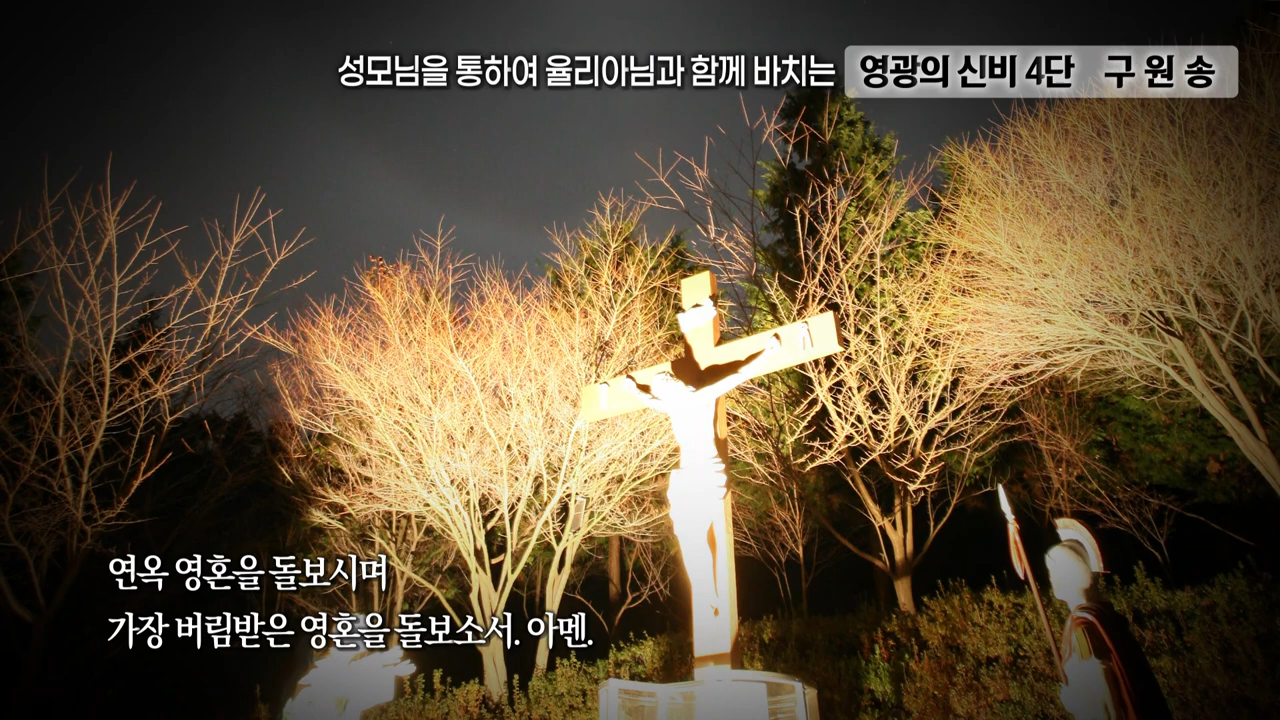 성모님을 통하여 율리아님과 함께 바치는 영광의 신비 4단 구 원 송
연옥 영혼을 돌보시며
가장 버림받은 영혼을 돌보소서. 아멘.